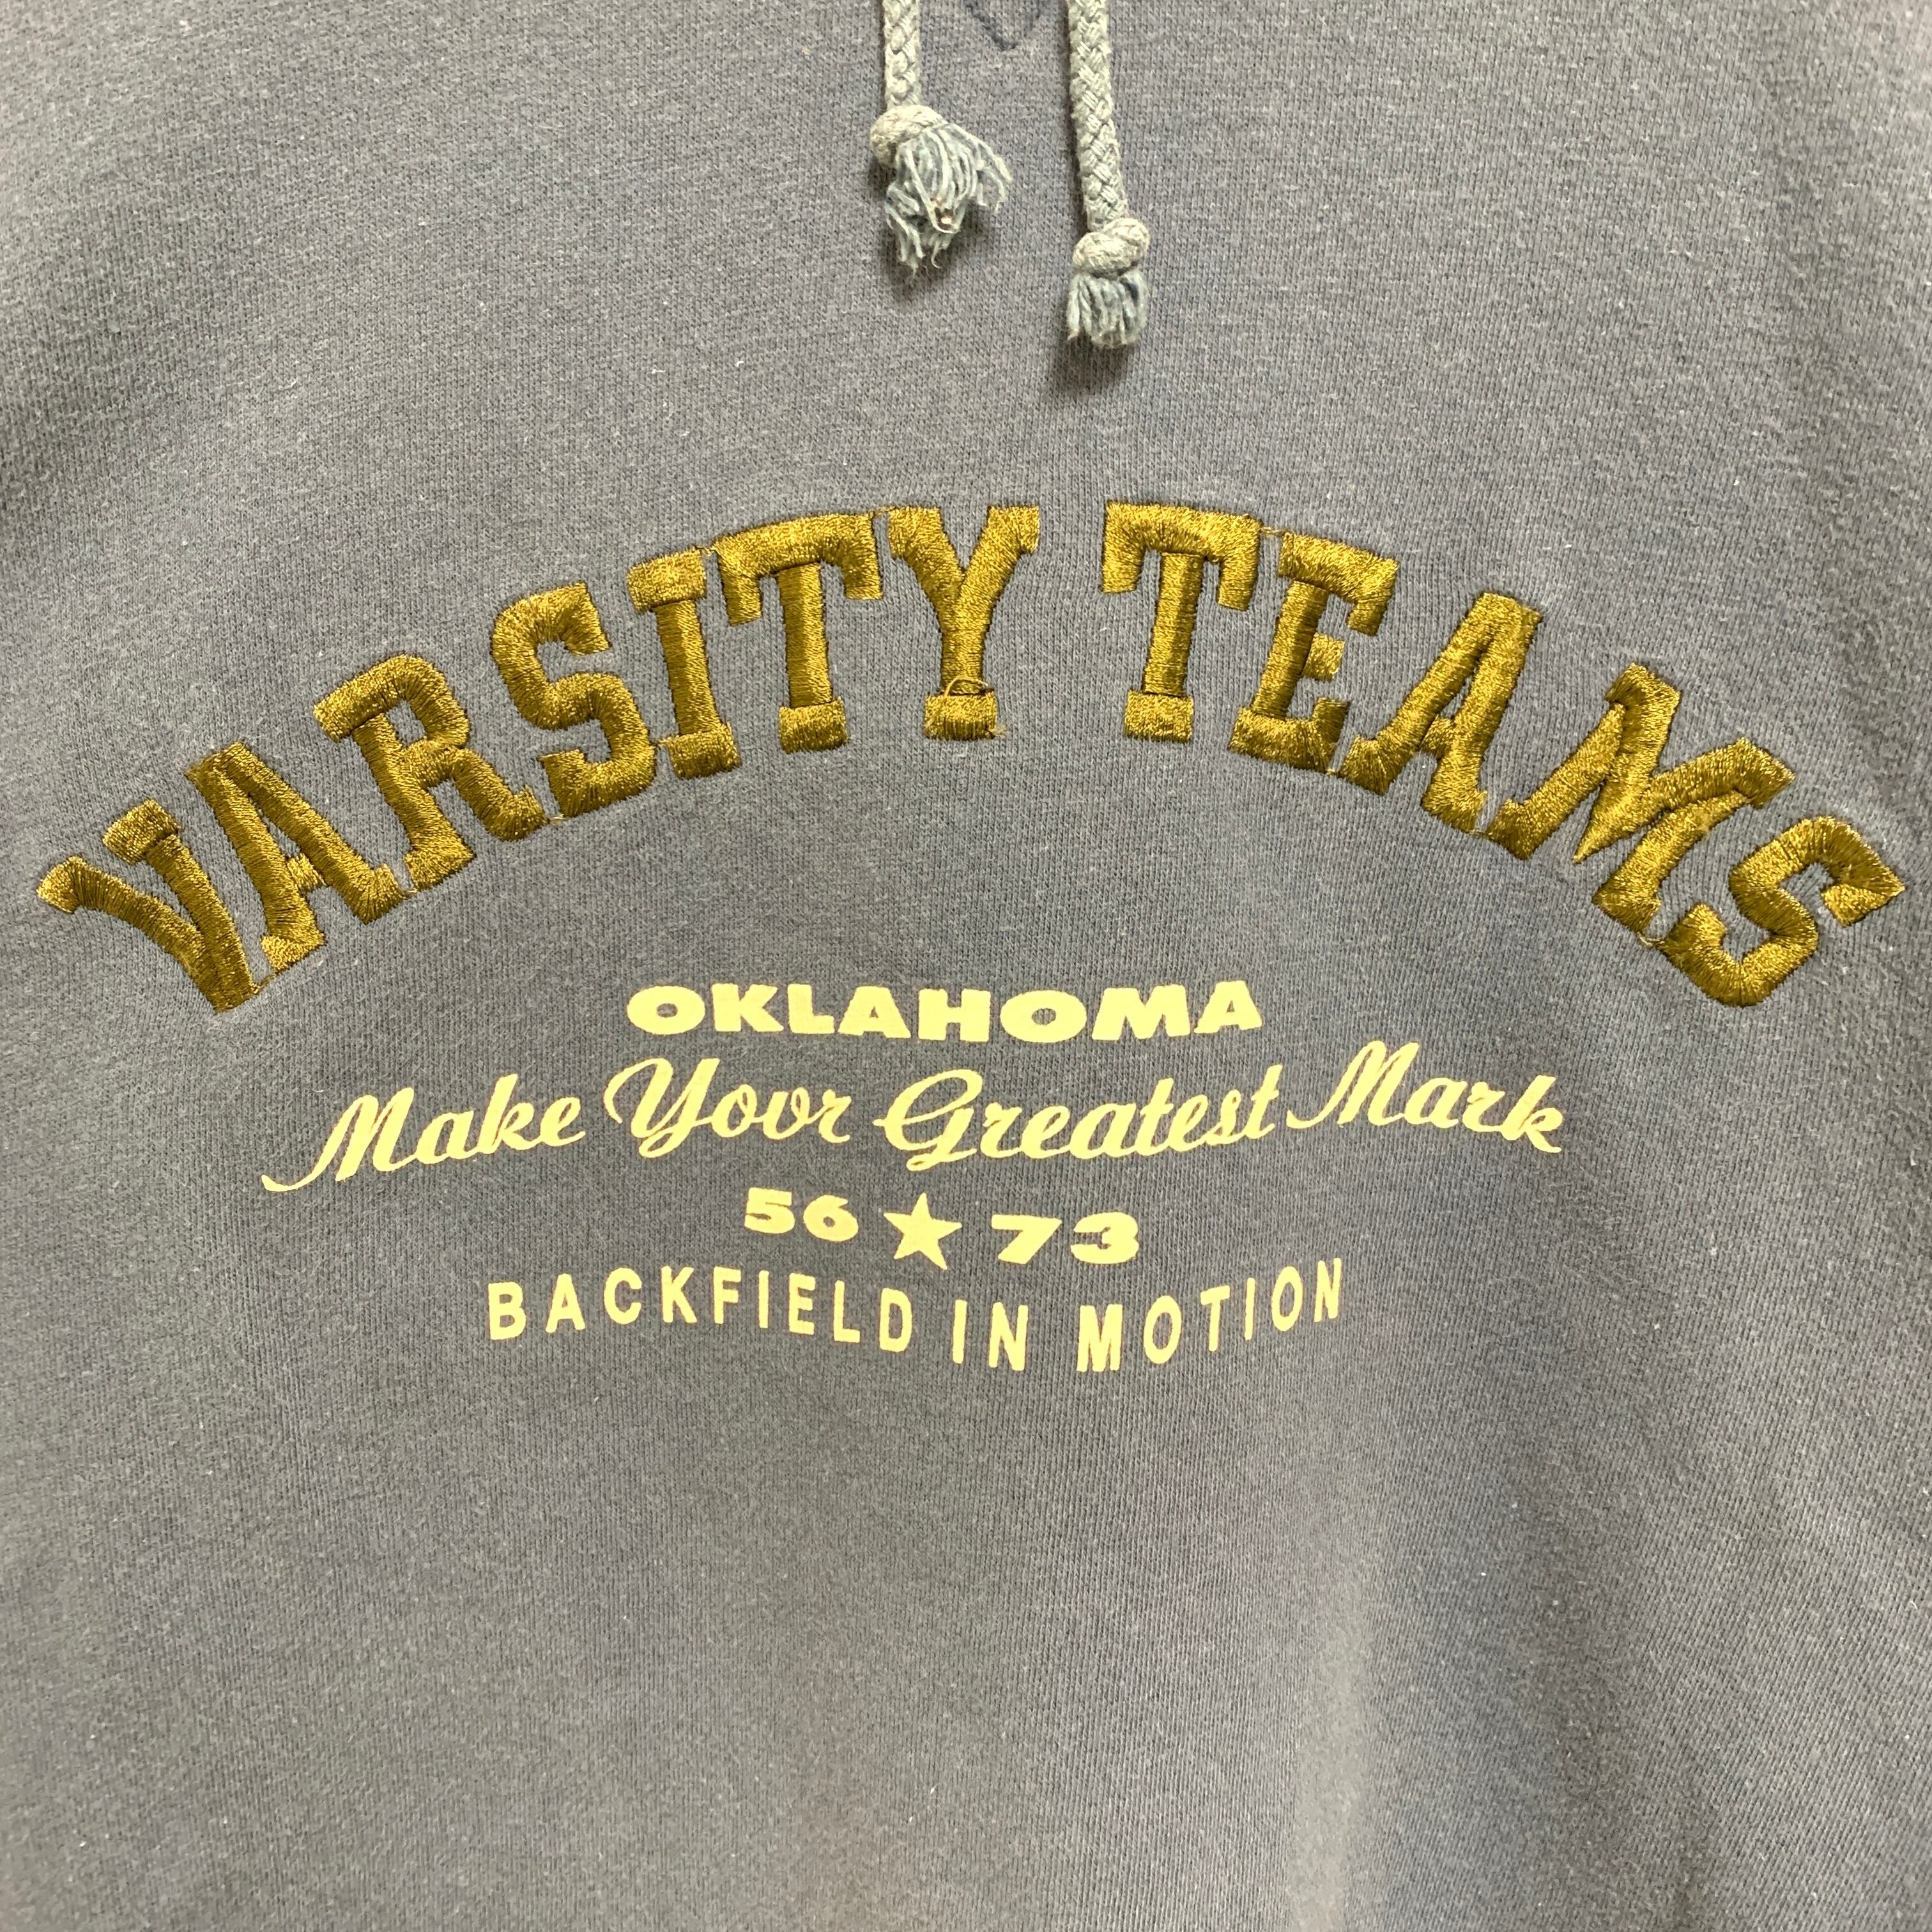 VARSITY TEAMS
OKLAHOMA
Make Your Greatest Mark
56 ★ 73
BACKFIELD IN MOTION